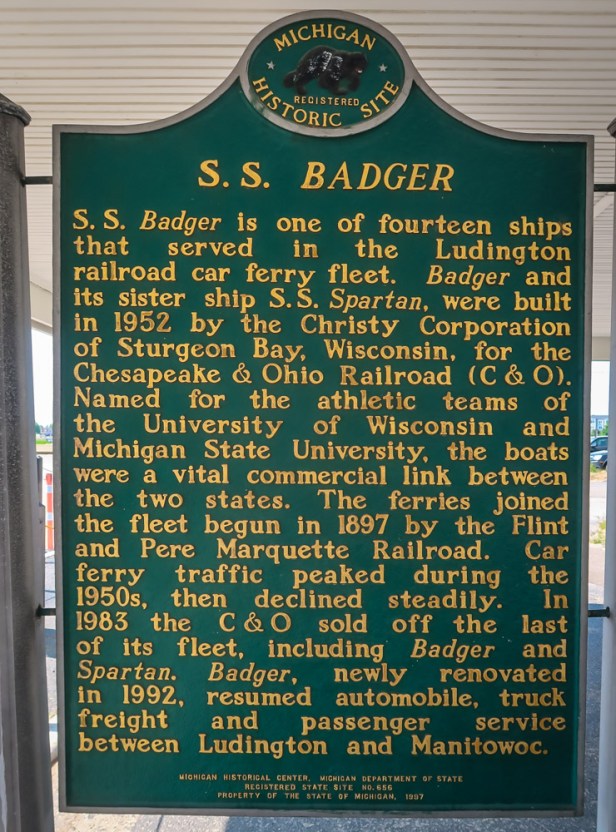 MICHIGAN
REGISTERED
HISTORIC SITE
S. S. BADGER
S. S. Badger is one of fourteen ships
that served in the Ludington
railroad car ferry fleet. Badger and
its sister ship S.S. Spartan, were built
in 1952 by the Christy Corporation
of Sturgeon Bay, Wisconsin, for the
Chesapeake & Ohio Railroad (C & O).
Named for the athletic teams of
the University of Wisconsin and
Michigan State University, the boats
were a vital commercial link between
the two states. The ferries joined
the fleet begun in 1897 by the Flint
and Pere Marquette Railroad. Car
ferry traffic peaked during the
1950s, then declined steadily. In
1983 the C & O sold off the last
of its fleet, including Badger and
Spartan. Badger, newly renovated
in 1992, resumed automobile, truck
freight and passenger service
between Ludington and Manitowoc.
MICHIGAN HISTORICAL CENTER, MICHIGAN DEPARTMENT OF STATE
REGISTERED STATE SITE NO. 656
PROPERTY OF THE STATE OF MICHIGAN, 1997